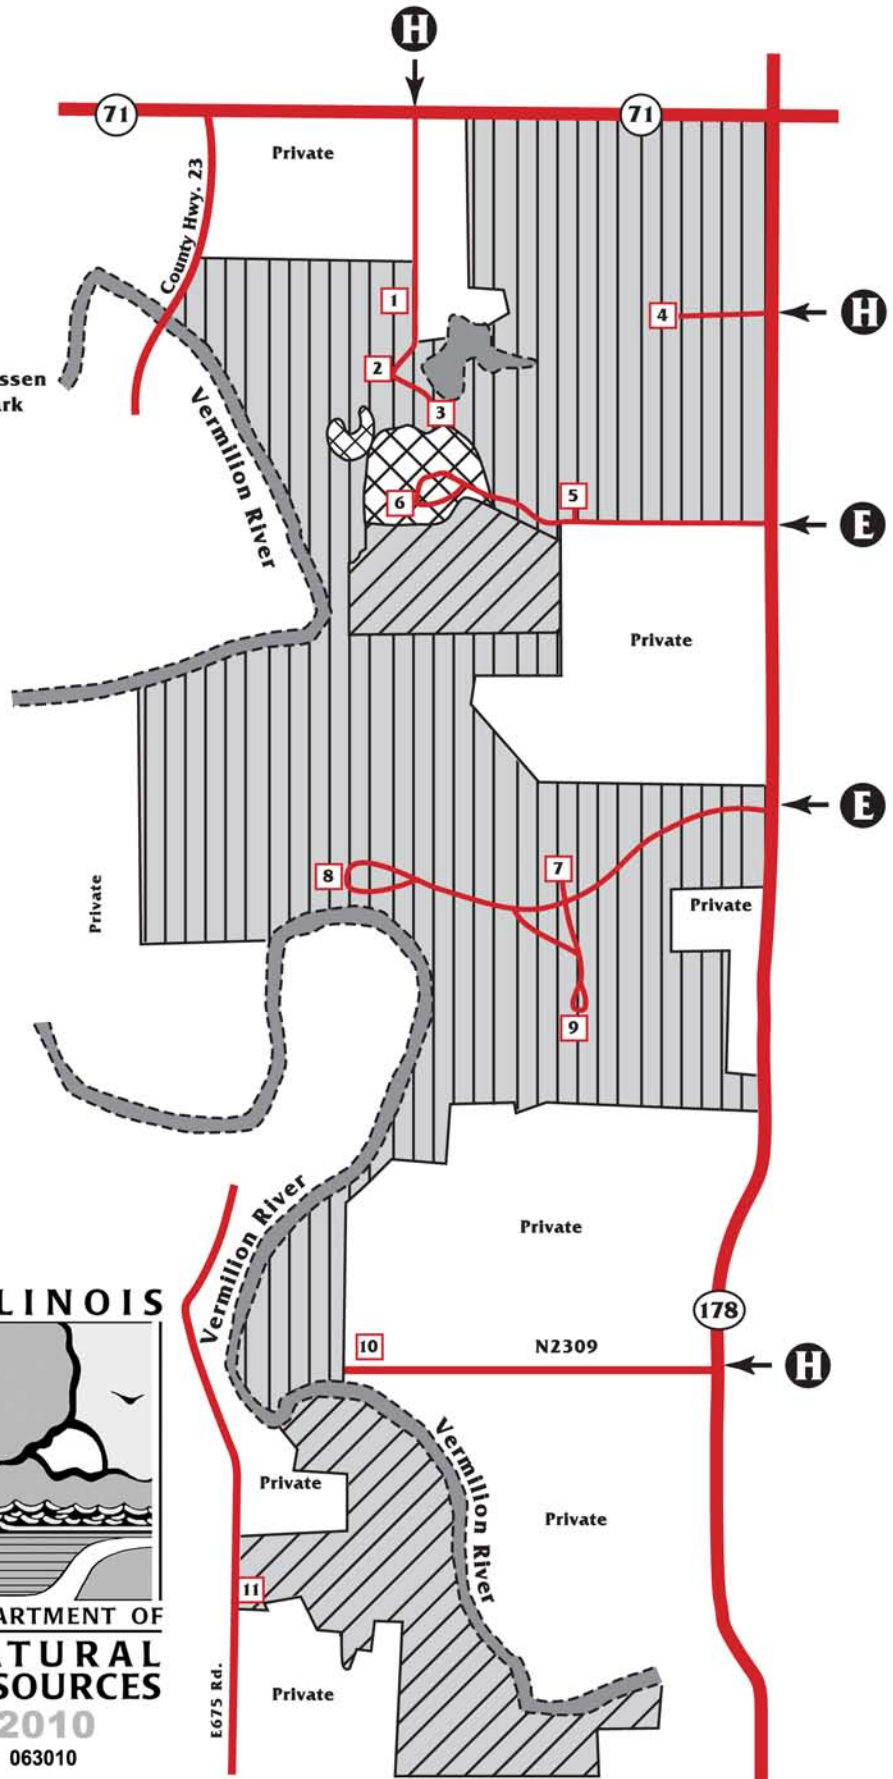 H
71
71
Private
County Hwy. 23
1
4
H
2
ssen
rk
3
Vermilion River
5
6
E
Private
E
8
7
Private
Private
9
Vermilion River
Private
LINOIS
178
10
N2309
H
Vermilion River
Private
Private
11
ARTMENT OF
TURAL
SOURCES
2010
063010
E675 Rd.
Private